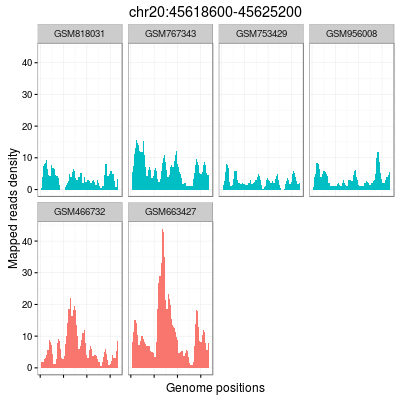 chr20:45618600-45625200
GSM818031 GSM767343 GSM753429 GSM956008
40
30
20
10
0
GSM466732 GSM663427
40
30
20
10
0
Mapped reads density
Genome positions